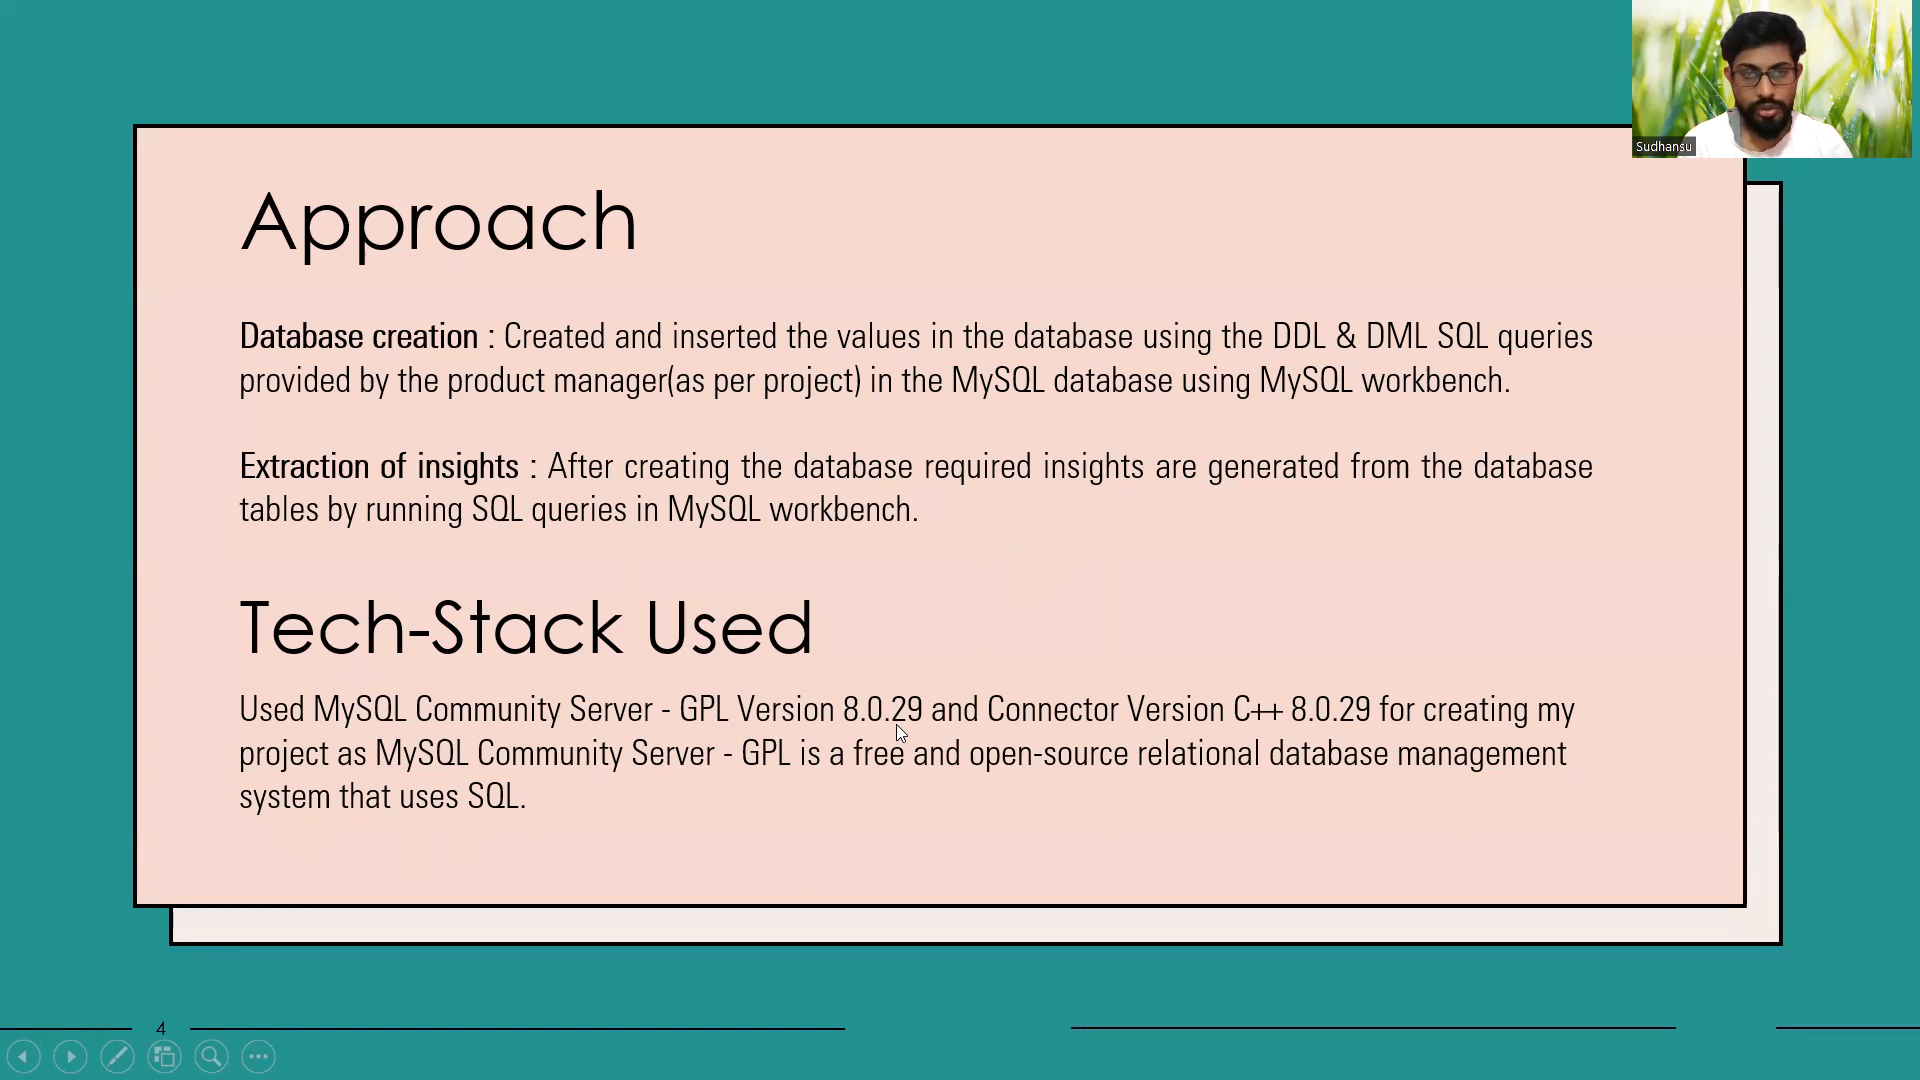 Sudhansu
Approach
Database creation : Created and inserted the values in the database using the DDL & DML SQL queries
provided by the product manager(as per project) in the MySQL database using MySQL workbench.
Extraction of insights : After creating the database required insights are generated from the database
tables by running SQL queries in MySQL workbench.
Tech-Stack Used
Used MySQL Community Server - GPL Version 8.0.29 and Connector Version C++ 8.0.29 for creating my
project as MySQL Community Server - GPL is a free and open-source relational database management
system that uses SQL.
4